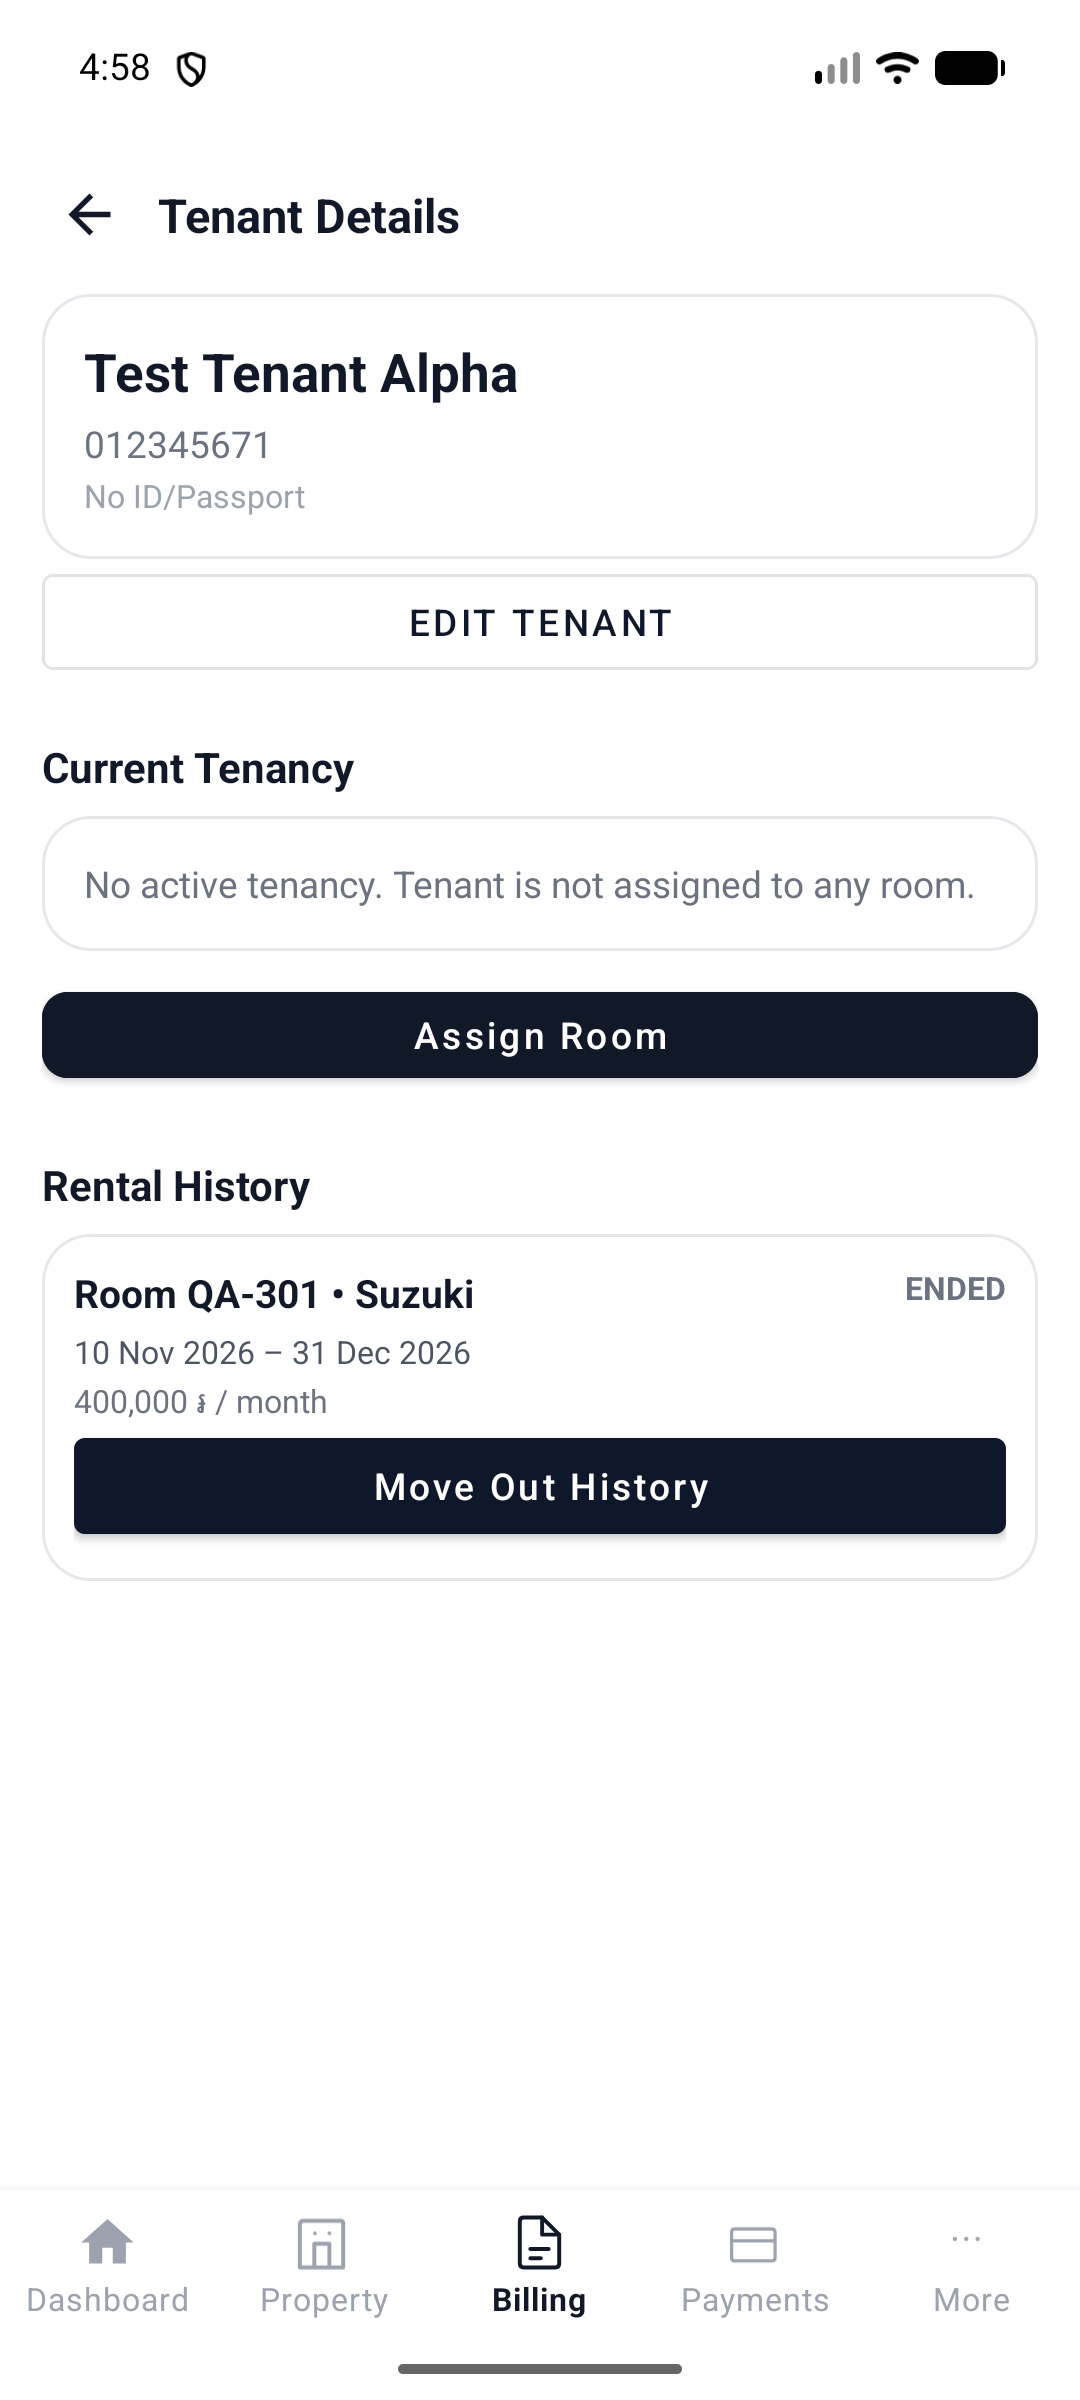 4:58
Tenant Details
Test Tenant Alpha
012345671
No ID/Passport
EDIT TENANT
Current Tenancy
No active tenancy. Tenant is not assigned to any room.
Assign Room
Rental History
Room QA-301 • Suzuki
ENDED
10 Nov 2026 – 31 Dec 2026
400,000 ៛ / month
Move Out History
Dashboard
Property
Billing
Payments
More